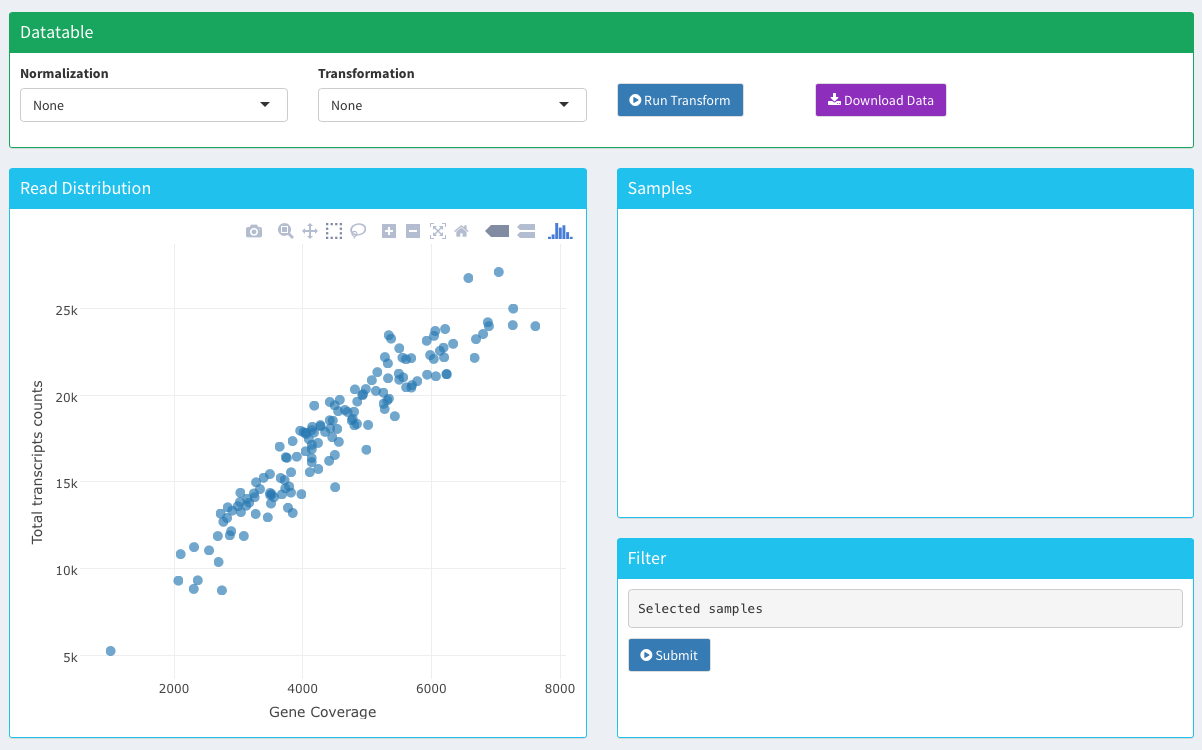 Datatable
Normalization
Transformation
None
None
Run Transform
Download Data
Read Distribution
Samples
25k
20k
15k
10k
5k
Total transcripts counts
2000
4000
6000
8000
Gene Coverage
Filter
Selected samples
Submit